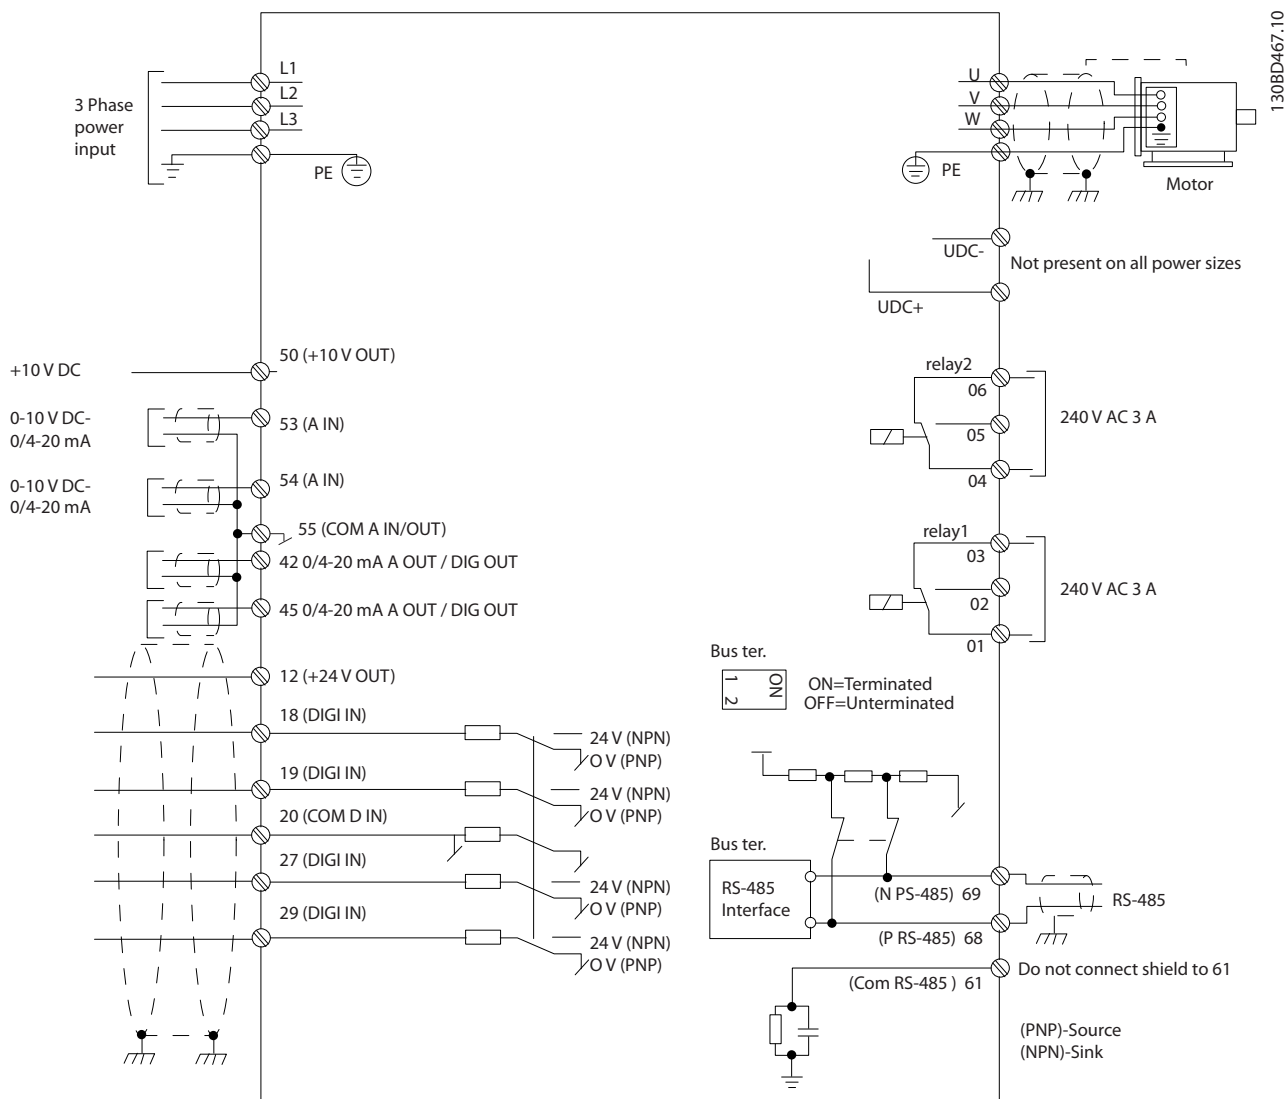 130BD467.10
L1
L2
L3
3 Phase
power
input
PE
U
V
W
PE
Motor
UDC-
Not present on all power sizes
UDC+
+10 V DC
50 (+10 V OUT)
0-10 V DC-
0/4-20 mA
53 (A IN)
0-10 V DC-
0/4-20 mA
54 (A IN)
55 (COM A IN/OUT)
42 0/4-20 mA A OUT / DIG OUT
45 0/4-20 mA A OUT / DIG OUT
12 (+24 V OUT)
18 (DIGI IN)
24 V (NPN)
O V (PNP)
19 (DIGI IN)
24 V (NPN)
O V (PNP)
20 (COM D IN)
27 (DIGI IN)
24 V (NPN)
O V (PNP)
29 (DIGI IN)
24 V (NPN)
O V (PNP)
relay2
06
05
04
240 V AC 3 A
relay1
03
02
01
240 V AC 3 A
Bus ter.
1
2
ON
ON=Terminated
OFF=Unterminated
Bus ter.
RS-485
Interface
(N PS-485) 69
RS-485
(P RS-485) 68
(Com RS-485 ) 61
Do not connect shield to 61
(PNP)-Source
(NPN)-Sink